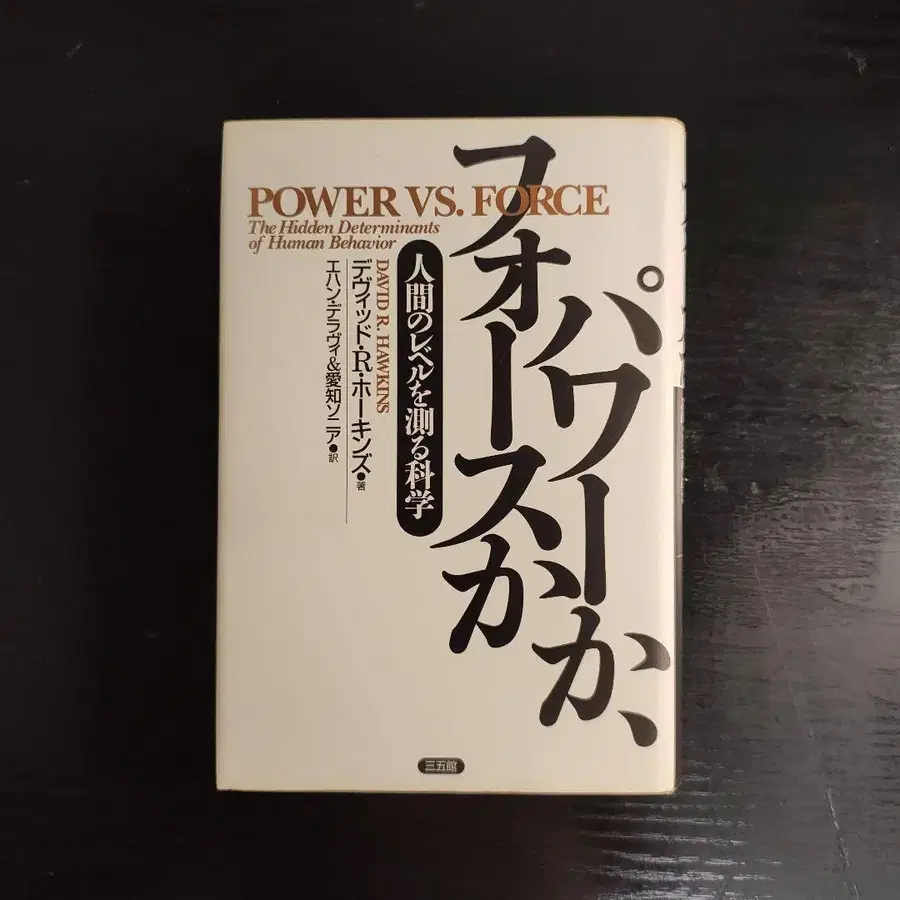 パワーか、
フォースか
POWER VS. FORCE
The Hidden Determinants
of Human Behavior
人間のレベルを測る科学
DAVID R. HAWKINS
デヴィッド・R・ホーキンズ●著
エハン・デラヴィ&愛知ソニア●訳
三五館